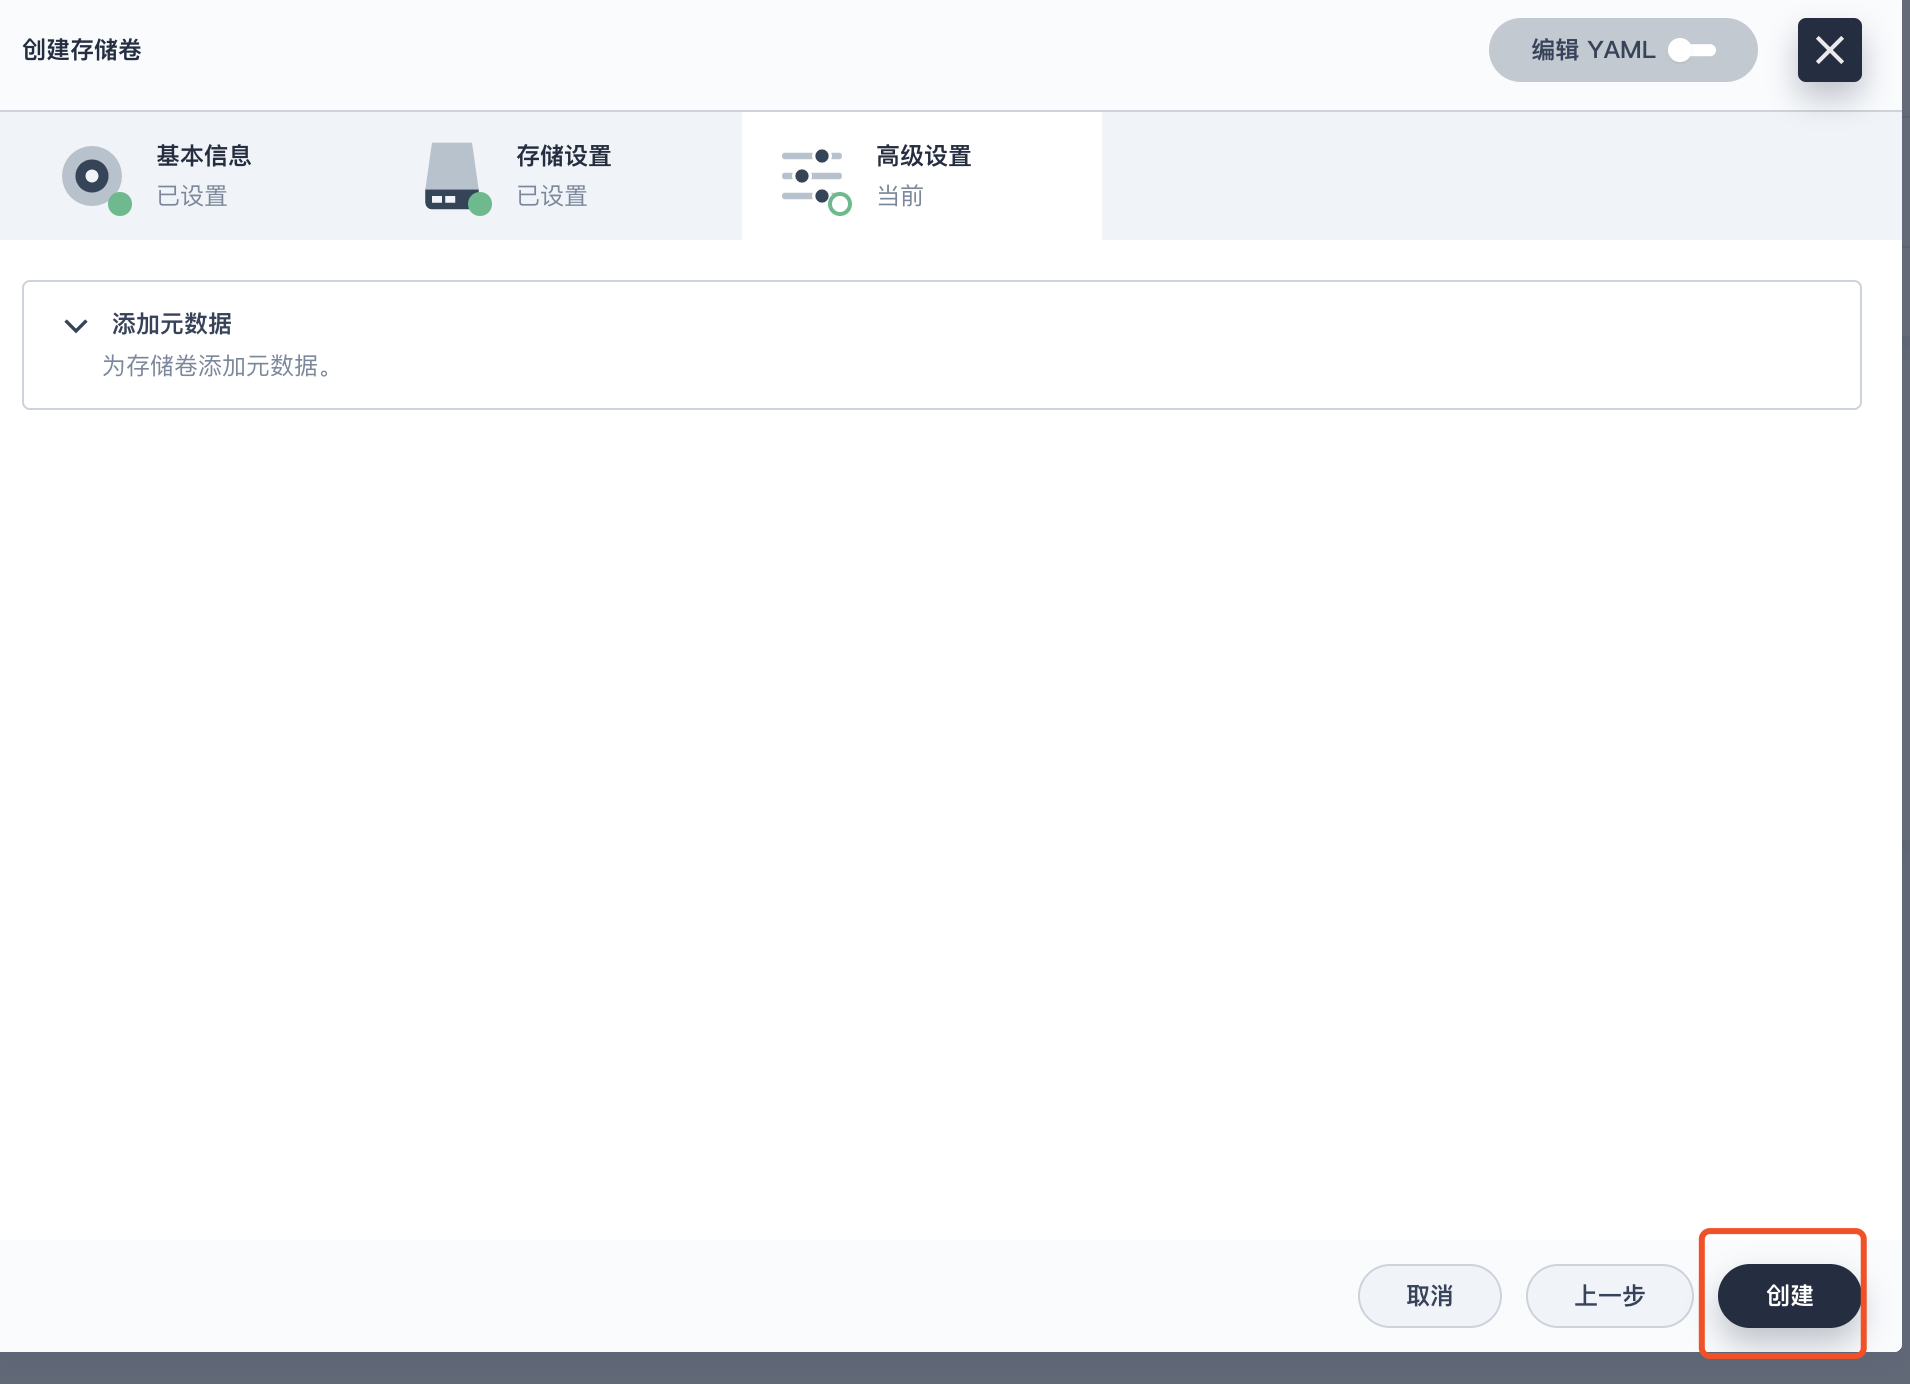 创建存储卷
编辑 YAML
基本信息
已设置
存储设置
已设置
高级设置
当前
添加元数据
为存储卷添加元数据。
取消
上一步
创建